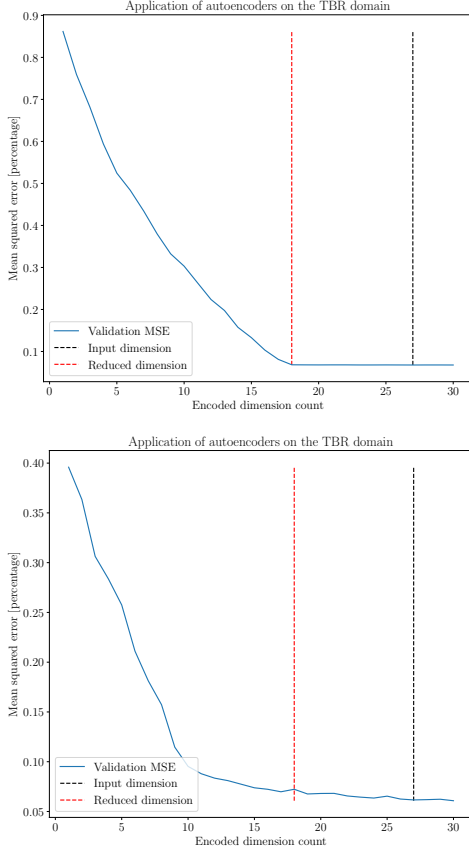 Application of autoencoders on the TBR domain
0.9
0.8
0.7
0.6
0.5
0.4
0.3
0.2
0.1
Mean squared error [percentage]
Validation MSE
Input dimension
Reduced dimension
0 5 10 15 20 25 30
Encoded dimension count
Application of autoencoders on the TBR domain
0.40
0.35
0.30
0.25
0.20
0.15
0.10
0.05
Mean squared error [percentage]
Validation MSE
Input dimension
Reduced dimension
0 5 10 15 20 25 30
Encoded dimension count